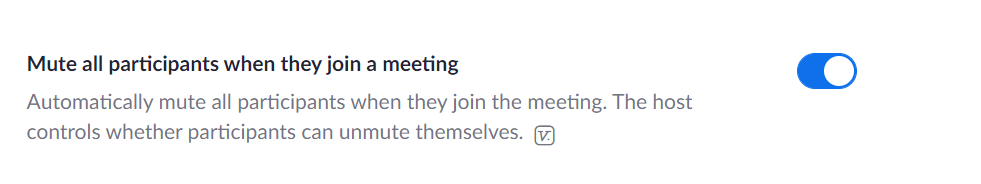 Mute all participants when they join a meeting
Automatically mute all participants when they join the meeting. The host
controls whether participants can unmute themselves. V.